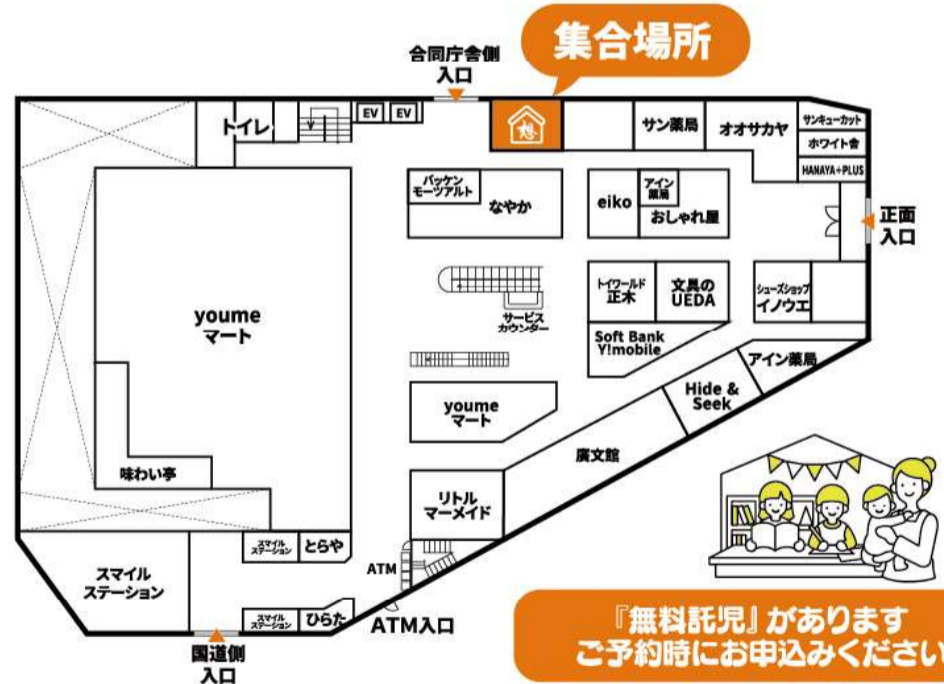 集合場所
合同庁舎側
入口
トイレ
EV
EV
想
サン薬局
オオサカヤ
サンキューカット
ホワイト舎
HANAYA+PLUS
正面
入口
バッケン
モーツアルト
なやか
eiko
アイン
薬局
おしゃれ屋
youme
マート
サービス
カウンター
トイワールド
正木
文具の
UEDA
シューズショップ
イノウエ
Soft Bank
Y!mobile
アイン薬局
Hide &
Seek
youme
マート
廣文館
味わい亭
リトル
マーメイド
スマイル
ステーション
スマイル
ステーション
とらや
ATM
スマイル
ステーション
ひらた
ATM入口
国道側
入口
『無料託児』があります
ご予約時にお申込みください